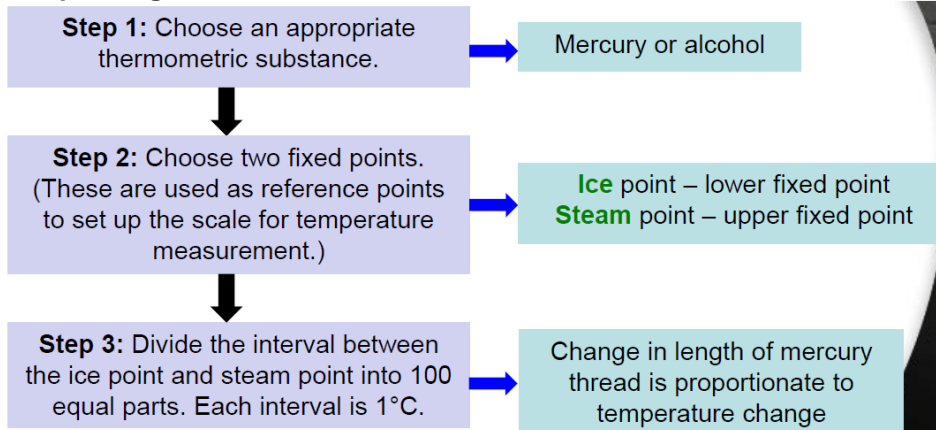 Step 1: Choose an appropriate
thermometric substance.
Mercury or alcohol
Step 2: Choose two fixed points.
(These are used as reference points
to set up the scale for temperature
measurement.)
Ice point – lower fixed point
Steam point – upper fixed point
Step 3: Divide the interval between
the ice point and steam point into 100
equal parts. Each interval is 1°C.
Change in length of mercury
thread is proportionate to
temperature change